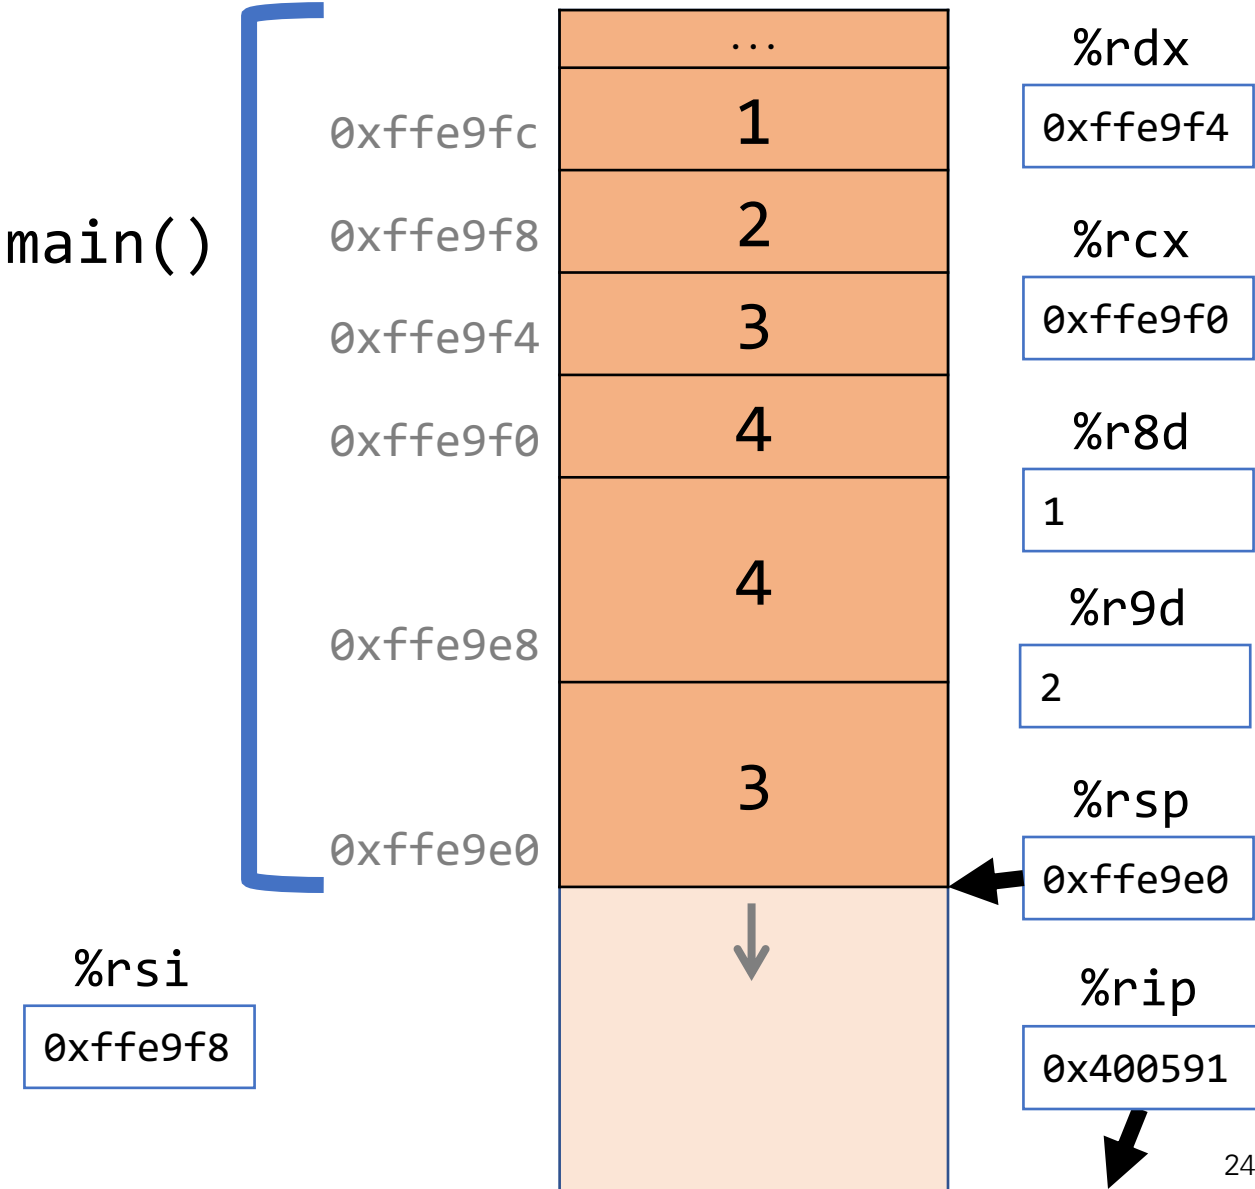 main()
...
0xffe9fc
1
0xffe9f8
2
0xffe9f4
3
0xffe9f0
4
0xffe9e8
4
0xffe9e0
3
%rdx
0xffe9f4
%rcx
0xffe9f0
%r8d
1
%r9d
2
%rsp
0xffe9e0
%rsi
0xffe9f8
%rip
0x400591
24